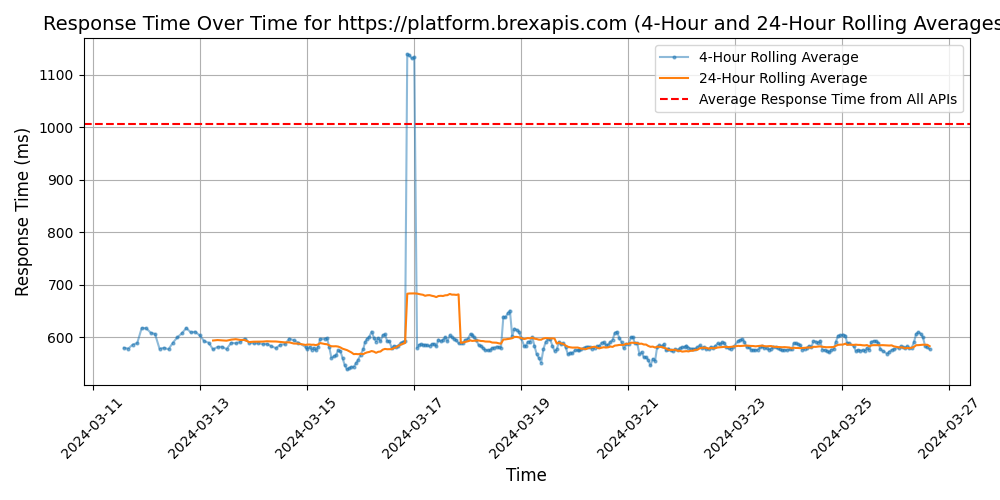 Response Time Over Time for https://platform.brexapis.com (4-Hour and 24-Hour Rolling Averages
4-Hour Rolling Average
24-Hour Rolling Average
Average Response Time from All APIs
Response Time (ms)
1100
1000
900
800
700
600
2024-03-11
2024-03-13
2024-03-15
2024-03-17
2024-03-19
2024-03-21
2024-03-23
2024-03-25
2024-03-27
Time